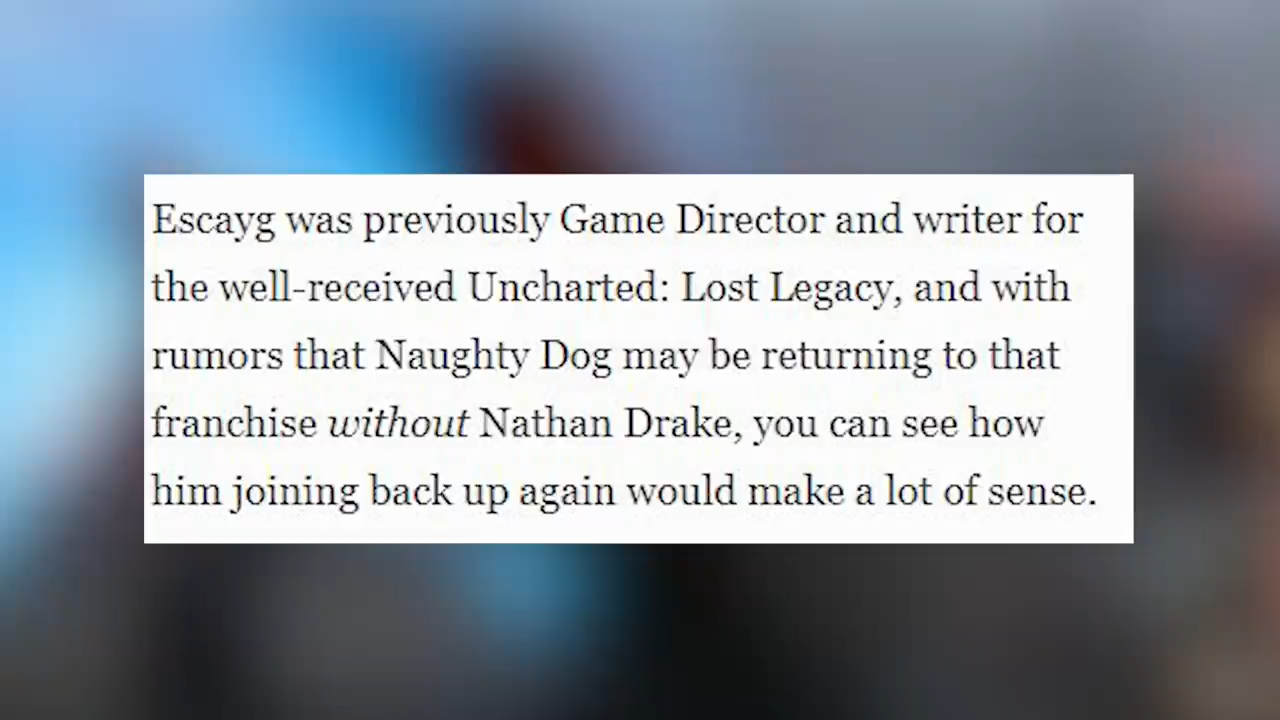 Escayg was previously Game Director and writer for
the well-received Uncharted: Lost Legacy, and with
rumors that Naughty Dog may be returning to that
franchise without Nathan Drake, you can see how
him joining back up again would make a lot of sense.